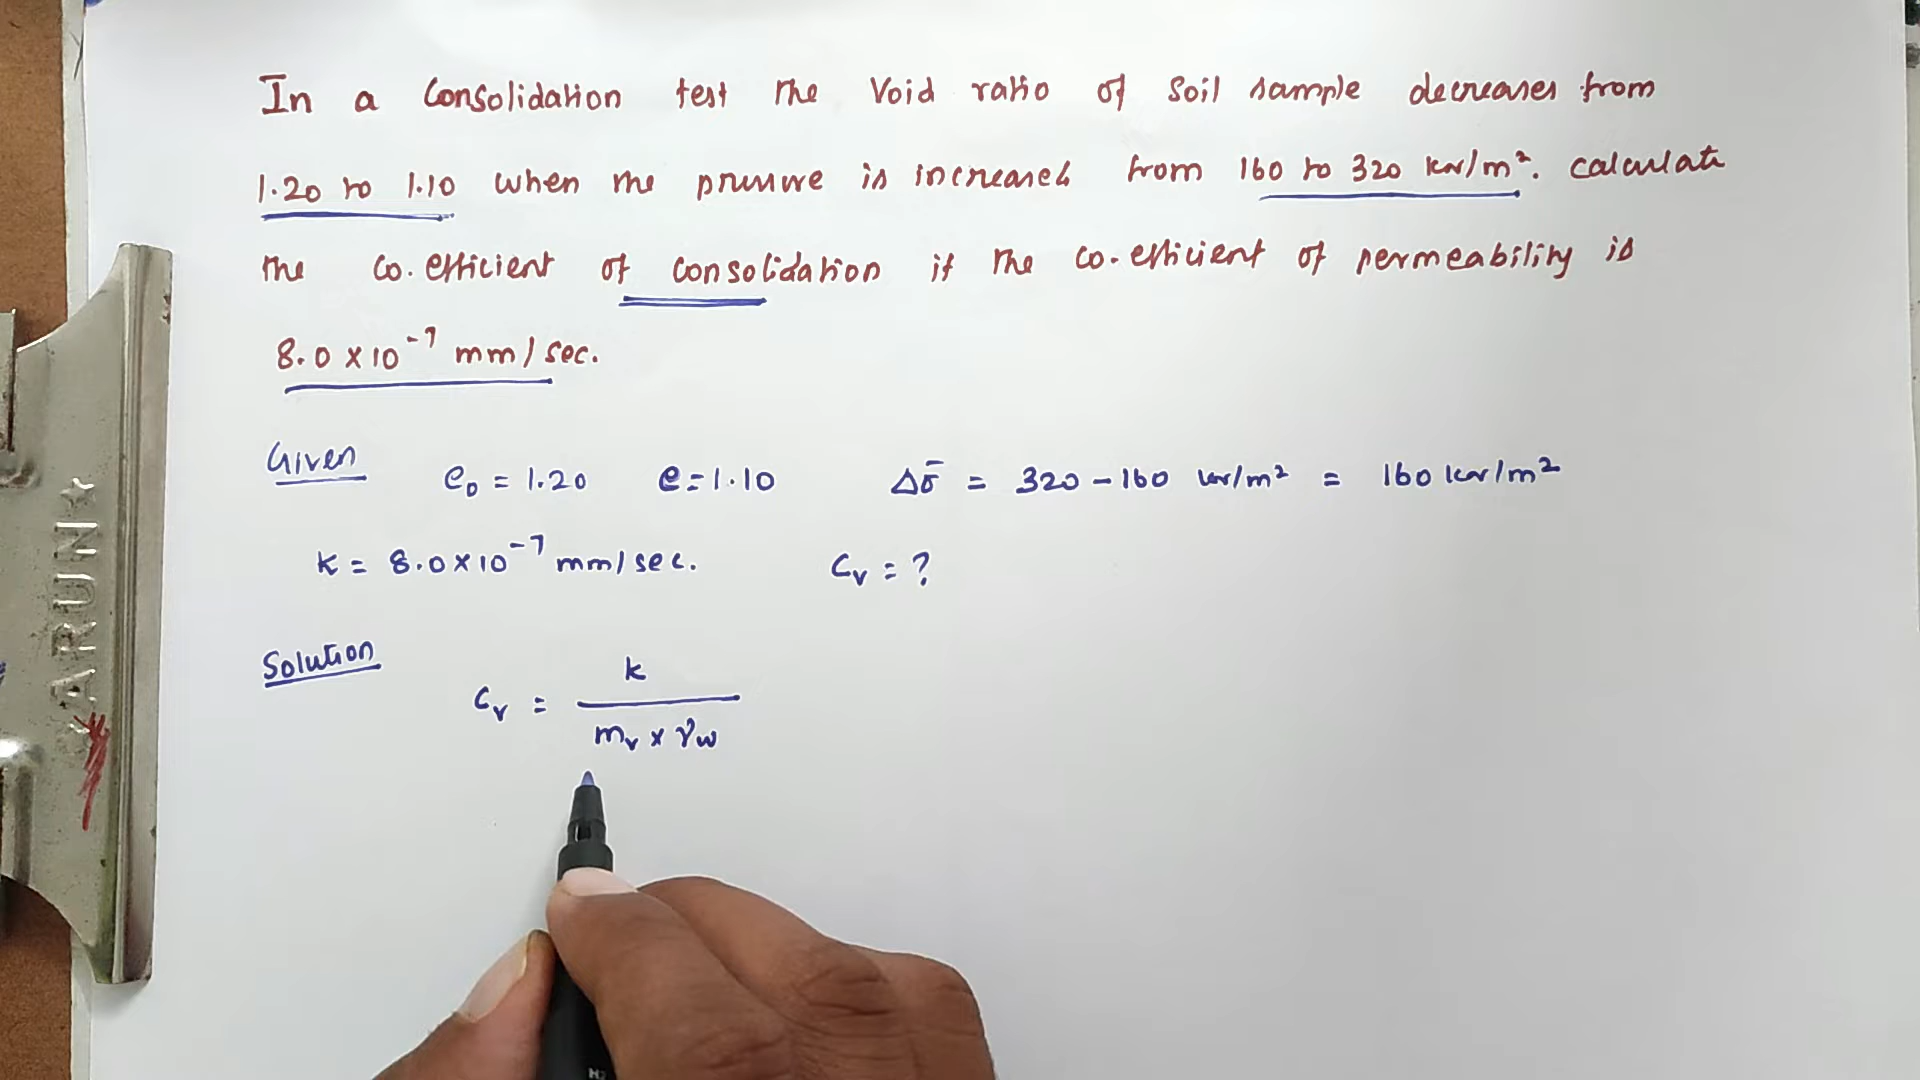 In a Consolidation test the Void ratio of Soil sample decreases from
1.20 to 1.10 when the pressure is increased from 160 to 320 kN/m². calculate
the co.efficient of consolidation if the co-efficient of permeability is
8.0 x 10⁻⁷ mm/sec.
Given e₀ = 1.20 e = 1.10 Δσ̄ = 320 - 160 kN/m² = 160 kN/m²
k = 8.0 x 10⁻⁷ mm/sec. Cᵥ = ?
Solution
Cᵥ = k / mᵥ x γw
ARUN